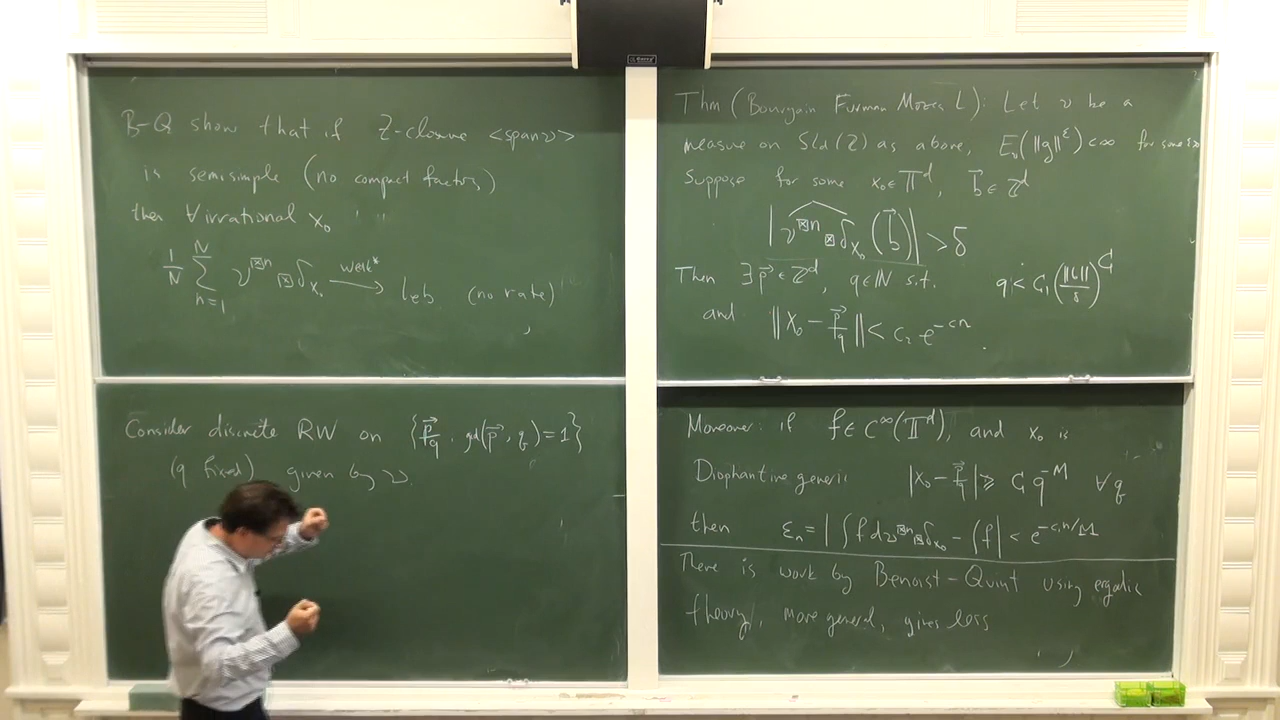 B-Q show that if Z-closure <span ν>
is semisimple (no compact factors)
then ∀ irrational x₀
1/N ∑_{n=1}^{N} ν^{⊠n} ⊠ δ_{x₀} →^{weak*} Leb (no rate)
Consider discrete RW on {p⃗/q : gcd(p⃗, q) = 1}
(q fixed) given by ν.
Thm (Bourgain Furman Mozes L): Let ν be a
measure on Sld(ℤ) as above, E_ν(‖g‖^ε) < ∞ for some ε>0
Suppose for some x₀ ∈ 𝕋^d, b⃗ ∈ ℤ^d
|\widehat{ν^{⊠n} ⊠ δ_{x₀}}(b⃗)| > δ
Then ∃ p⃗ ∈ ℤ^d, q ∈ ℕ s.t. q < C₁(‖b‖/δ)^C
and ‖x₀ − p⃗/q‖ < c₂ e^{−cn}
Moreover: if f ∈ C^∞(𝕋^d), and x₀ is
Diophantine generic |x₀ − p⃗/q| ≥ C q^{−M} ∀q
then ε_n = |∫ f dν^{⊠n} ⊠ δ_{x₀} − ∫f| < e^{−c₁n/M}
There is work by Benoist-Quint using ergodic
theory, more general, gives less